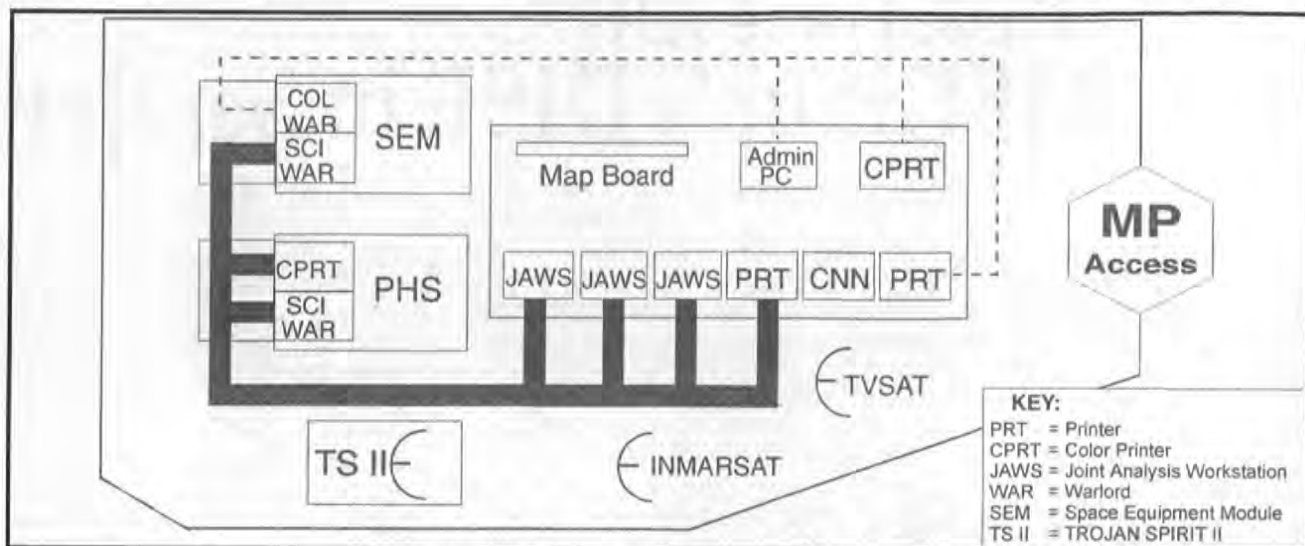 COL
WAR
SCI
WAR
SEM
Map Board
Admin
PC
CPRT
MP
Access
CPRT
SCI
WAR
PHS
JAWS
JAWS
JAWS
PRT
CNN
PRT
TVSAT
TS II
INMARSAT
KEY:
PRT = Printer
CPRT = Color Printer
JAWS = Joint Analysis Workstation
WAR = Warlord
SEM = Space Equipment Module
TS II = TROJAN SPIRIT II